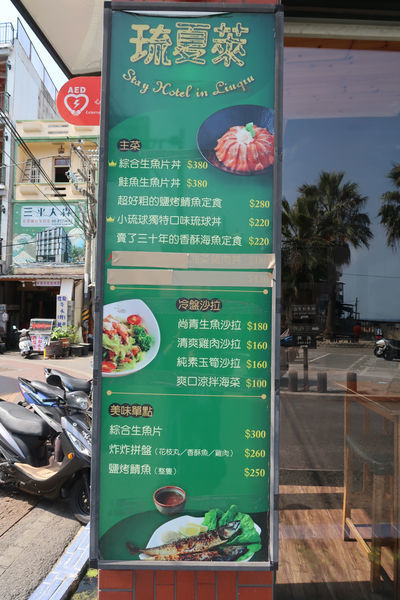 琉夏萊
Stay Hotel in Liuqiu
AED
主菜
綜合生魚片丼 $380
鮭魚生魚片丼 $380
超好粗的鹽烤鯖魚定食 $280
小琉球獨特口味琉球丼 $220
賣了三十年的香酥海魚定食 $220
冷盤沙拉
尚青生魚沙拉 $180
清爽雞肉沙拉 $160
純素玉筍沙拉 $160
爽口涼拌海菜 $100
美味單點
綜合生魚片 $300
炸炸拼盤(花枝丸/香酥魚/雞肉) $260
鹽烤鯖魚(整隻) $250